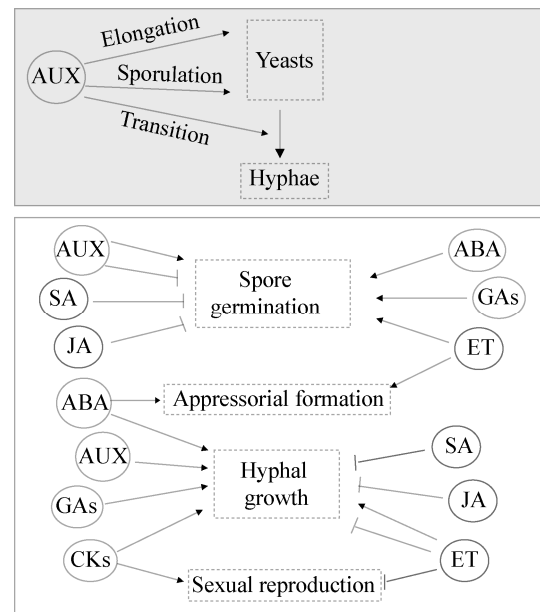 Elongation
AUX
Yeasts
Sporulation
Transition
Hyphae
AUX
ABA
Spore
germination
SA
GAs
JA
ET
ABA
Appressorial formation
AUX
SA
Hyphal
growth
GAs
JA
CKs
ET
Sexual reproduction